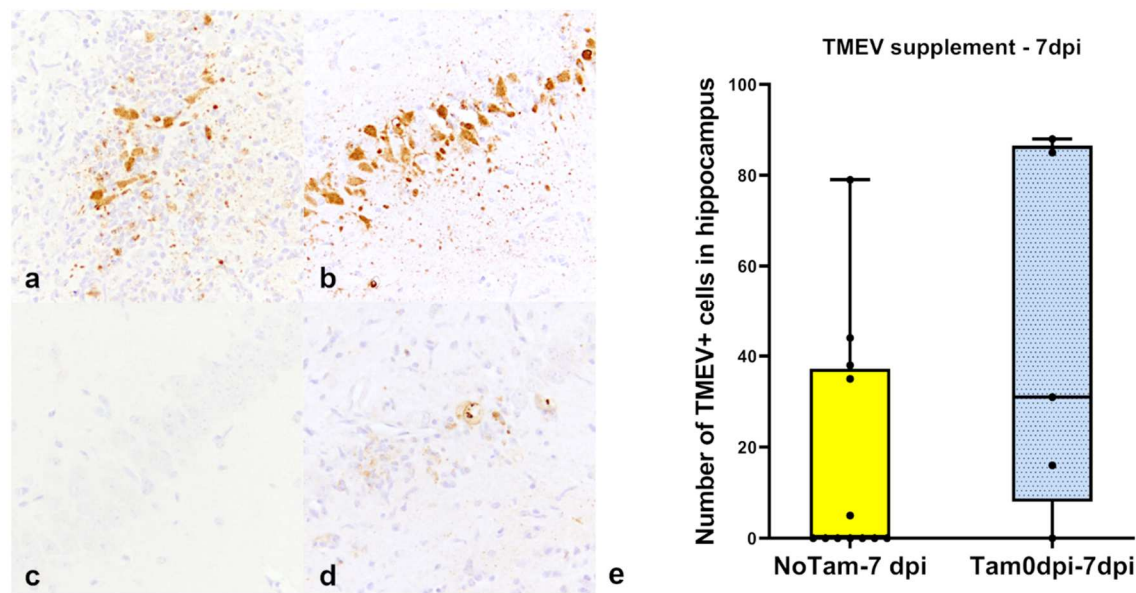 a
b
c
d
e
TMEV supplement - 7dpi
Number of TMEV+ cells in hippocampus
100
80
60
40
20
0
NoTam-7 dpi
Tam0dpi-7dpi